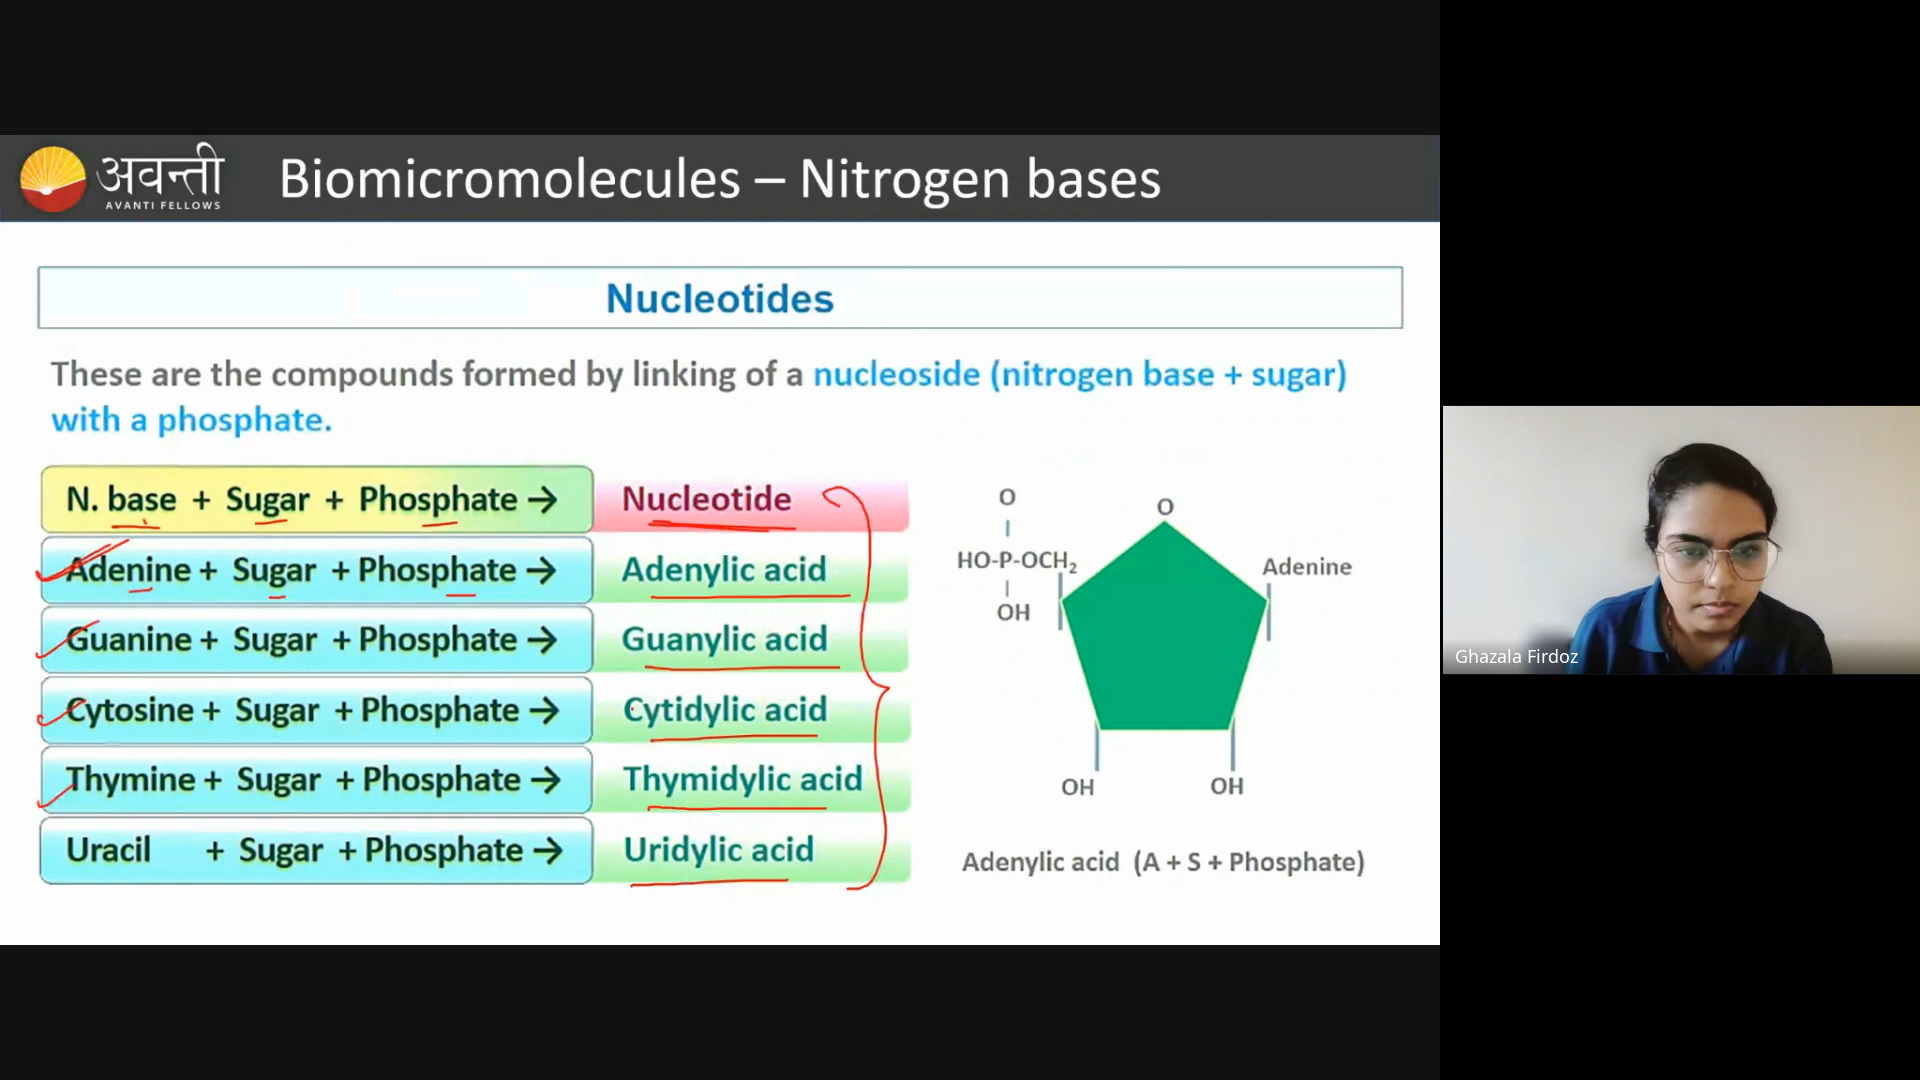 अवन्ती
AVANTI FELLOWS
Biomicromolecules – Nitrogen bases
Nucleotides
These are the compounds formed by linking of a nucleoside (nitrogen base + sugar)
with a phosphate.
N. base + Sugar + Phosphate → Nucleotide
Adenine + Sugar + Phosphate → Adenylic acid
Guanine + Sugar + Phosphate → Guanylic acid
Cytosine + Sugar + Phosphate → Cytidylic acid
Thymine + Sugar + Phosphate → Thymidylic acid
Uracil + Sugar + Phosphate → Uridylic acid
O
O
HO-P-OCH₂
Adenine
OH
OH
OH
Adenylic acid (A + S + Phosphate)
Ghazala Firdoz